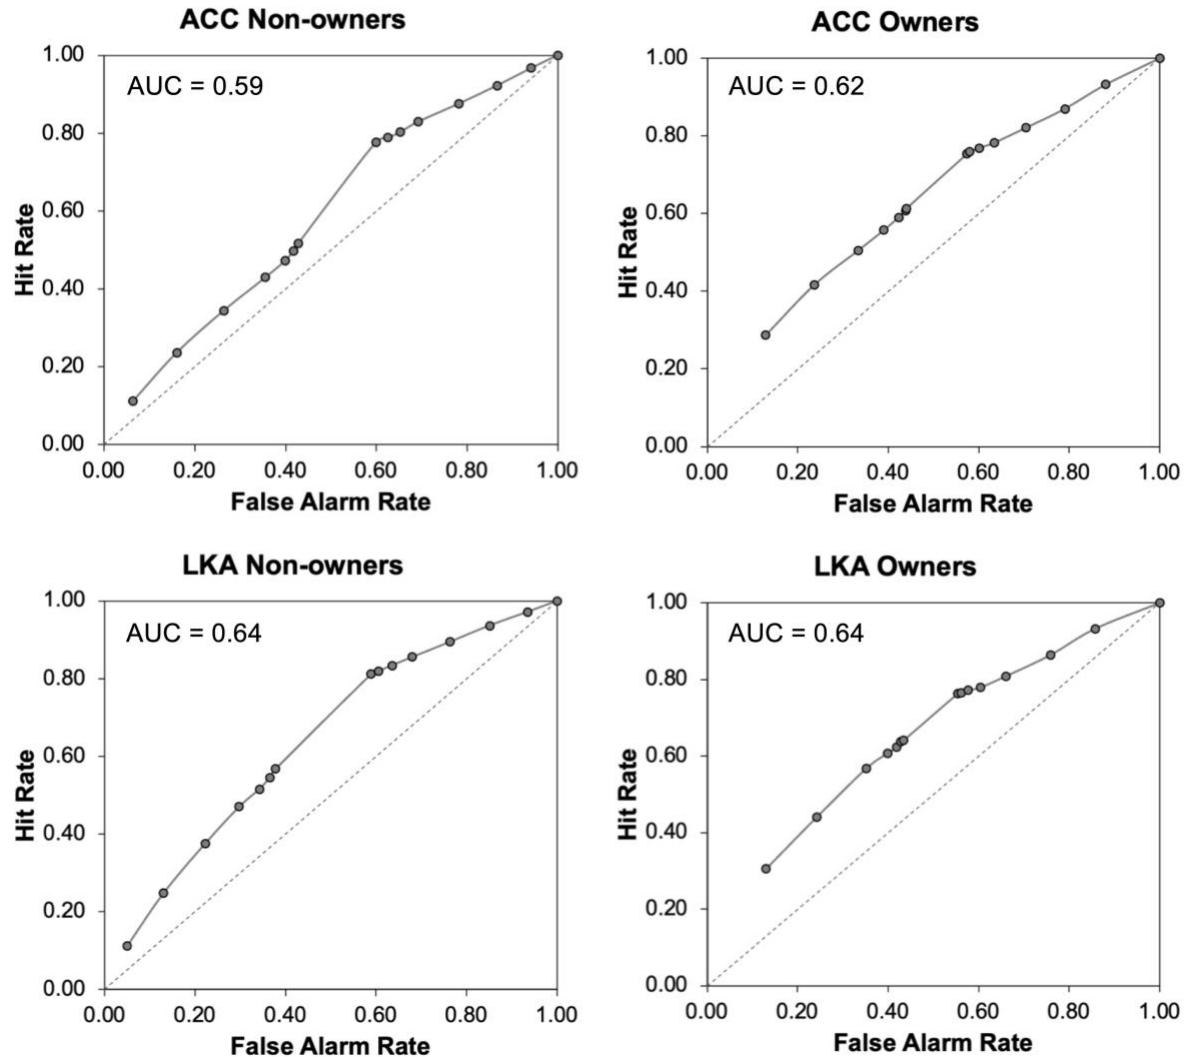 ACC Non-owners
AUC = 0.59
1.00
0.80
0.60
0.40
0.20
0.00
Hit Rate
0.00 0.20 0.40 0.60 0.80 1.00
False Alarm Rate
ACC Owners
AUC = 0.62
1.00
0.80
0.60
0.40
0.20
0.00
Hit Rate
0.00 0.20 0.40 0.60 0.80 1.00
False Alarm Rate
LKA Non-owners
AUC = 0.64
1.00
0.80
0.60
0.40
0.20
0.00
Hit Rate
0.00 0.20 0.40 0.60 0.80 1.00
False Alarm Rate
LKA Owners
AUC = 0.64
1.00
0.80
0.60
0.40
0.20
0.00
Hit Rate
0.00 0.20 0.40 0.60 0.80 1.00
False Alarm Rate